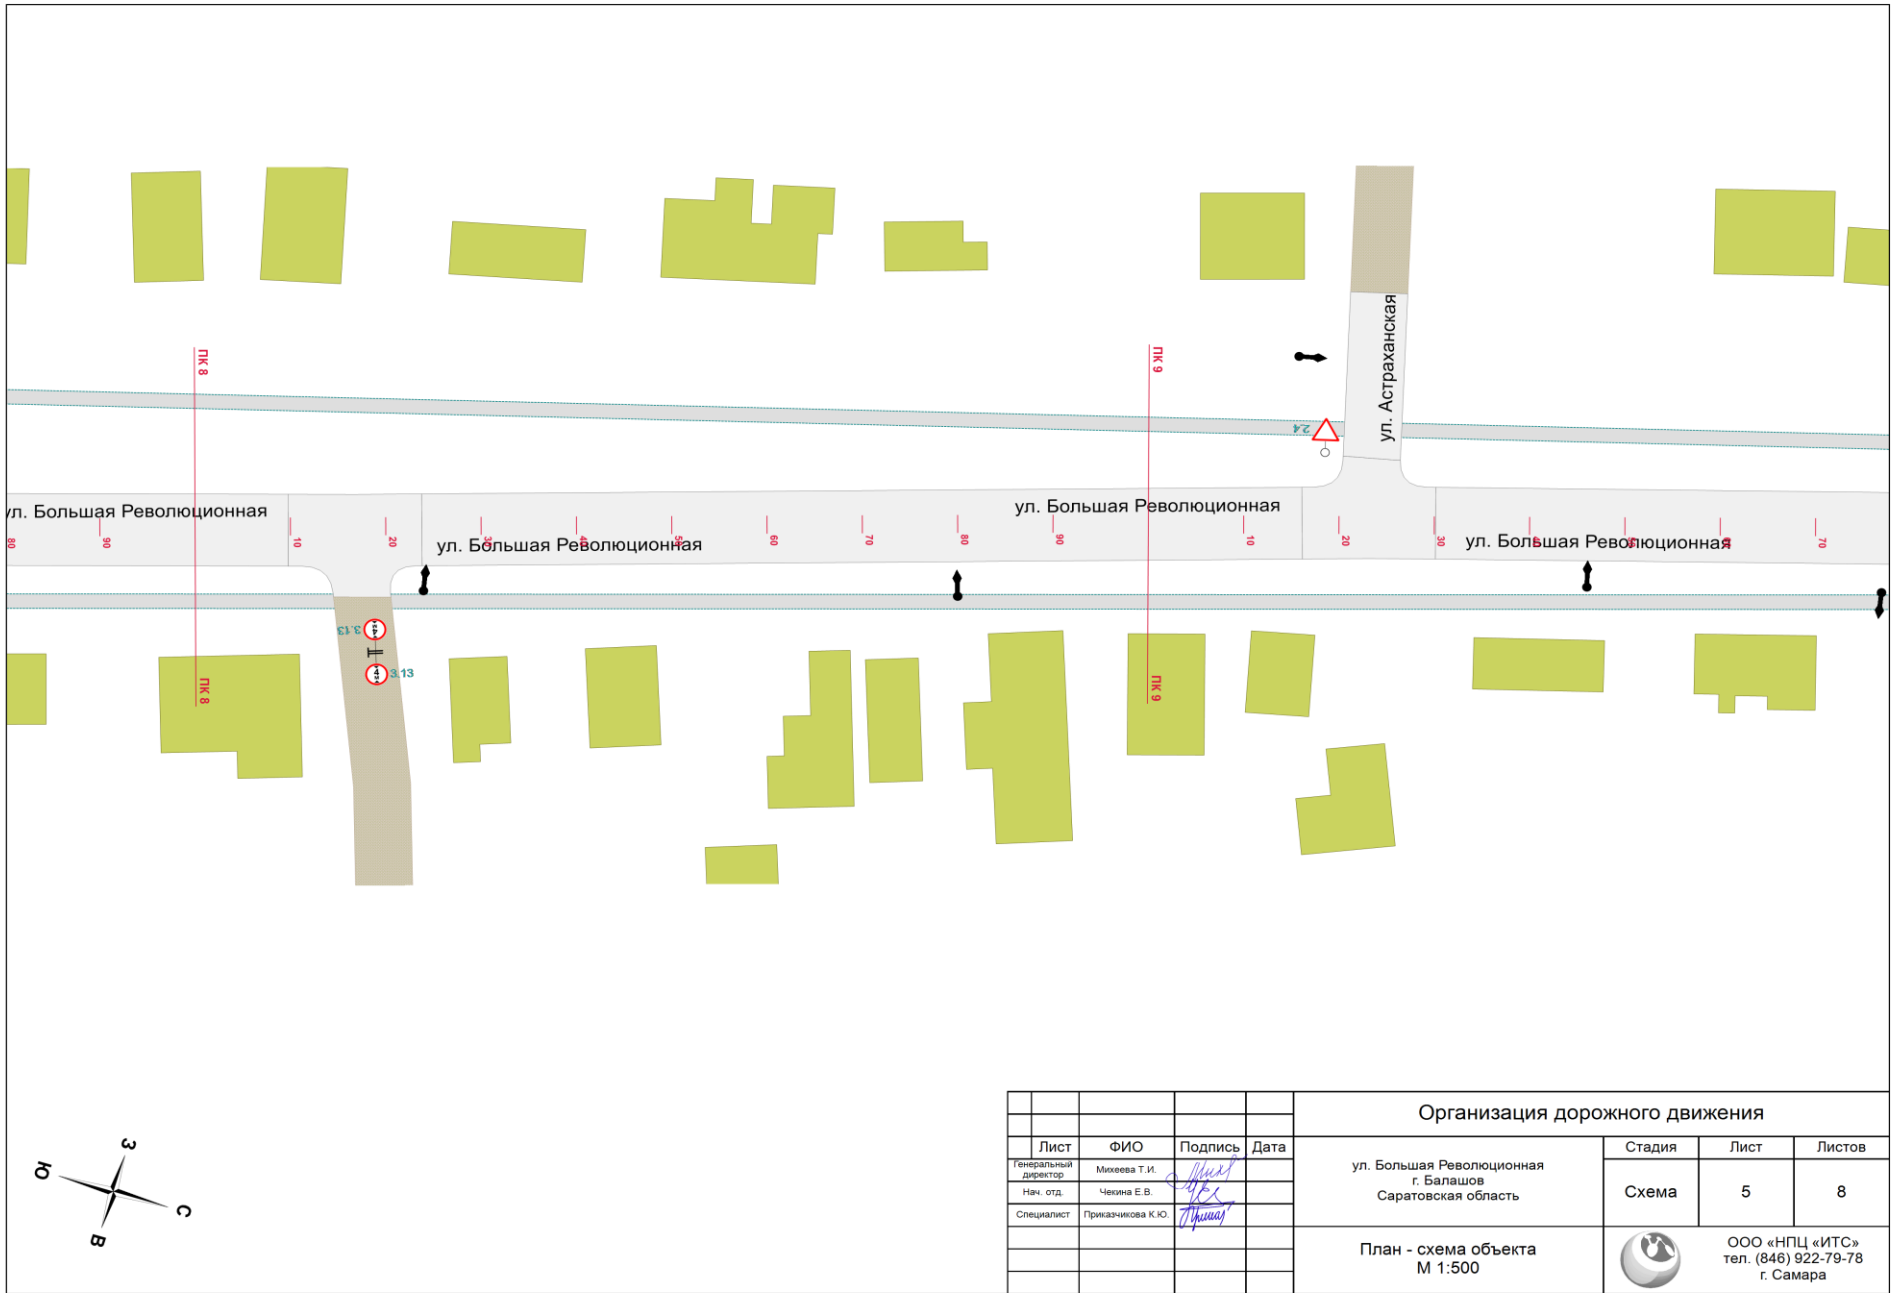 ул. Астраханская
ПК 8
ПК 9
2.4
ул. Большая Революционная
ул. Большая Революционная
80
90
10
20
30
40
50
60
70
80
90
10
20
30
40
50
60
70
ул. Большая Революционная
ул. Большая Революционная
3.13
3.13
ПК 8
ПК 9
З
Ю
С
В
Организация дорожного движения
Лист
ФИО
Подпись
Дата
Генеральный
директор
Михеева Т.И.
Нач. отд.
Чекина Е.В.
Специалист
Приказчикова К.Ю.
ул. Большая Революционная
г. Балашов
Саратовская область
Стадия
Лист
Листов
Схема
5
8
План - схема объекта
М 1:500
ООО «НПЦ «ИТС»
тел. (846) 922-79-78
г. Самара